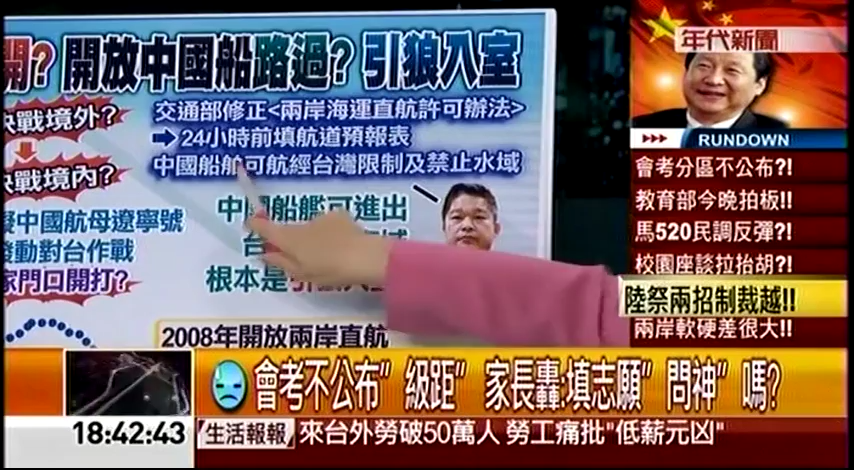 開? 開放中國船路過? 引狼入室
決戰境外?
決戰境內?
交通部修正<兩岸海運直航許可辦法>
24小時前填航道預報表
中國船舶可航經台灣限制及禁止水域
中國航母遼寧號
發動對台作戰
家門口開打?
中國船艦可進出
根本是引狼入
2008年開放兩岸直航
年代新聞
RUNDOWN
會考分區不公布?!
教育部今晚拍板!!
馬520民調反彈?!
校園座談拉抬胡?!
陸祭兩招制裁越!!
兩岸軟硬差很大!!
會考不公布" 級距" 家長轟:填志願" 問神" 嗎?
18:42:43
生活報報
來台外勞破50萬人 勞工痛批"低薪元凶"